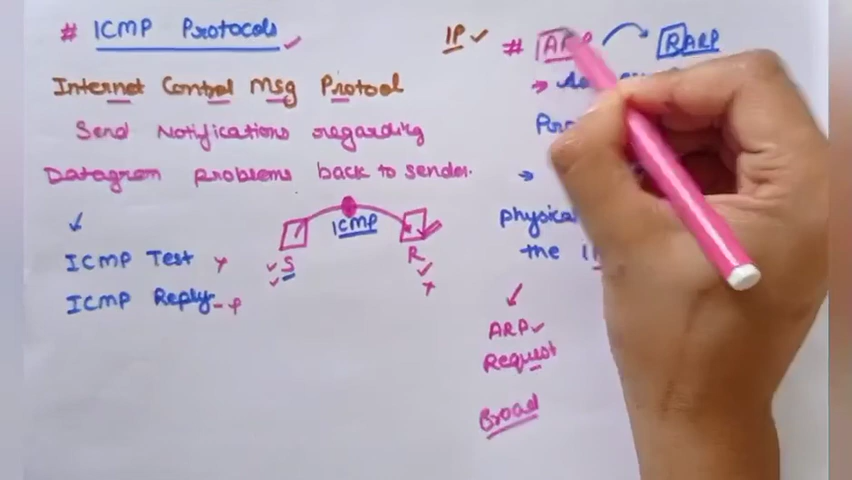 # ICMP Protocols
Internet Control Msg Protocol
Send Notifications regarding
Datagram problems back to sender.
ICMP Test
ICMP Reply
ICMP
S
R
IP
# ARP
RARP
physical
the
ARP
Request
Broad